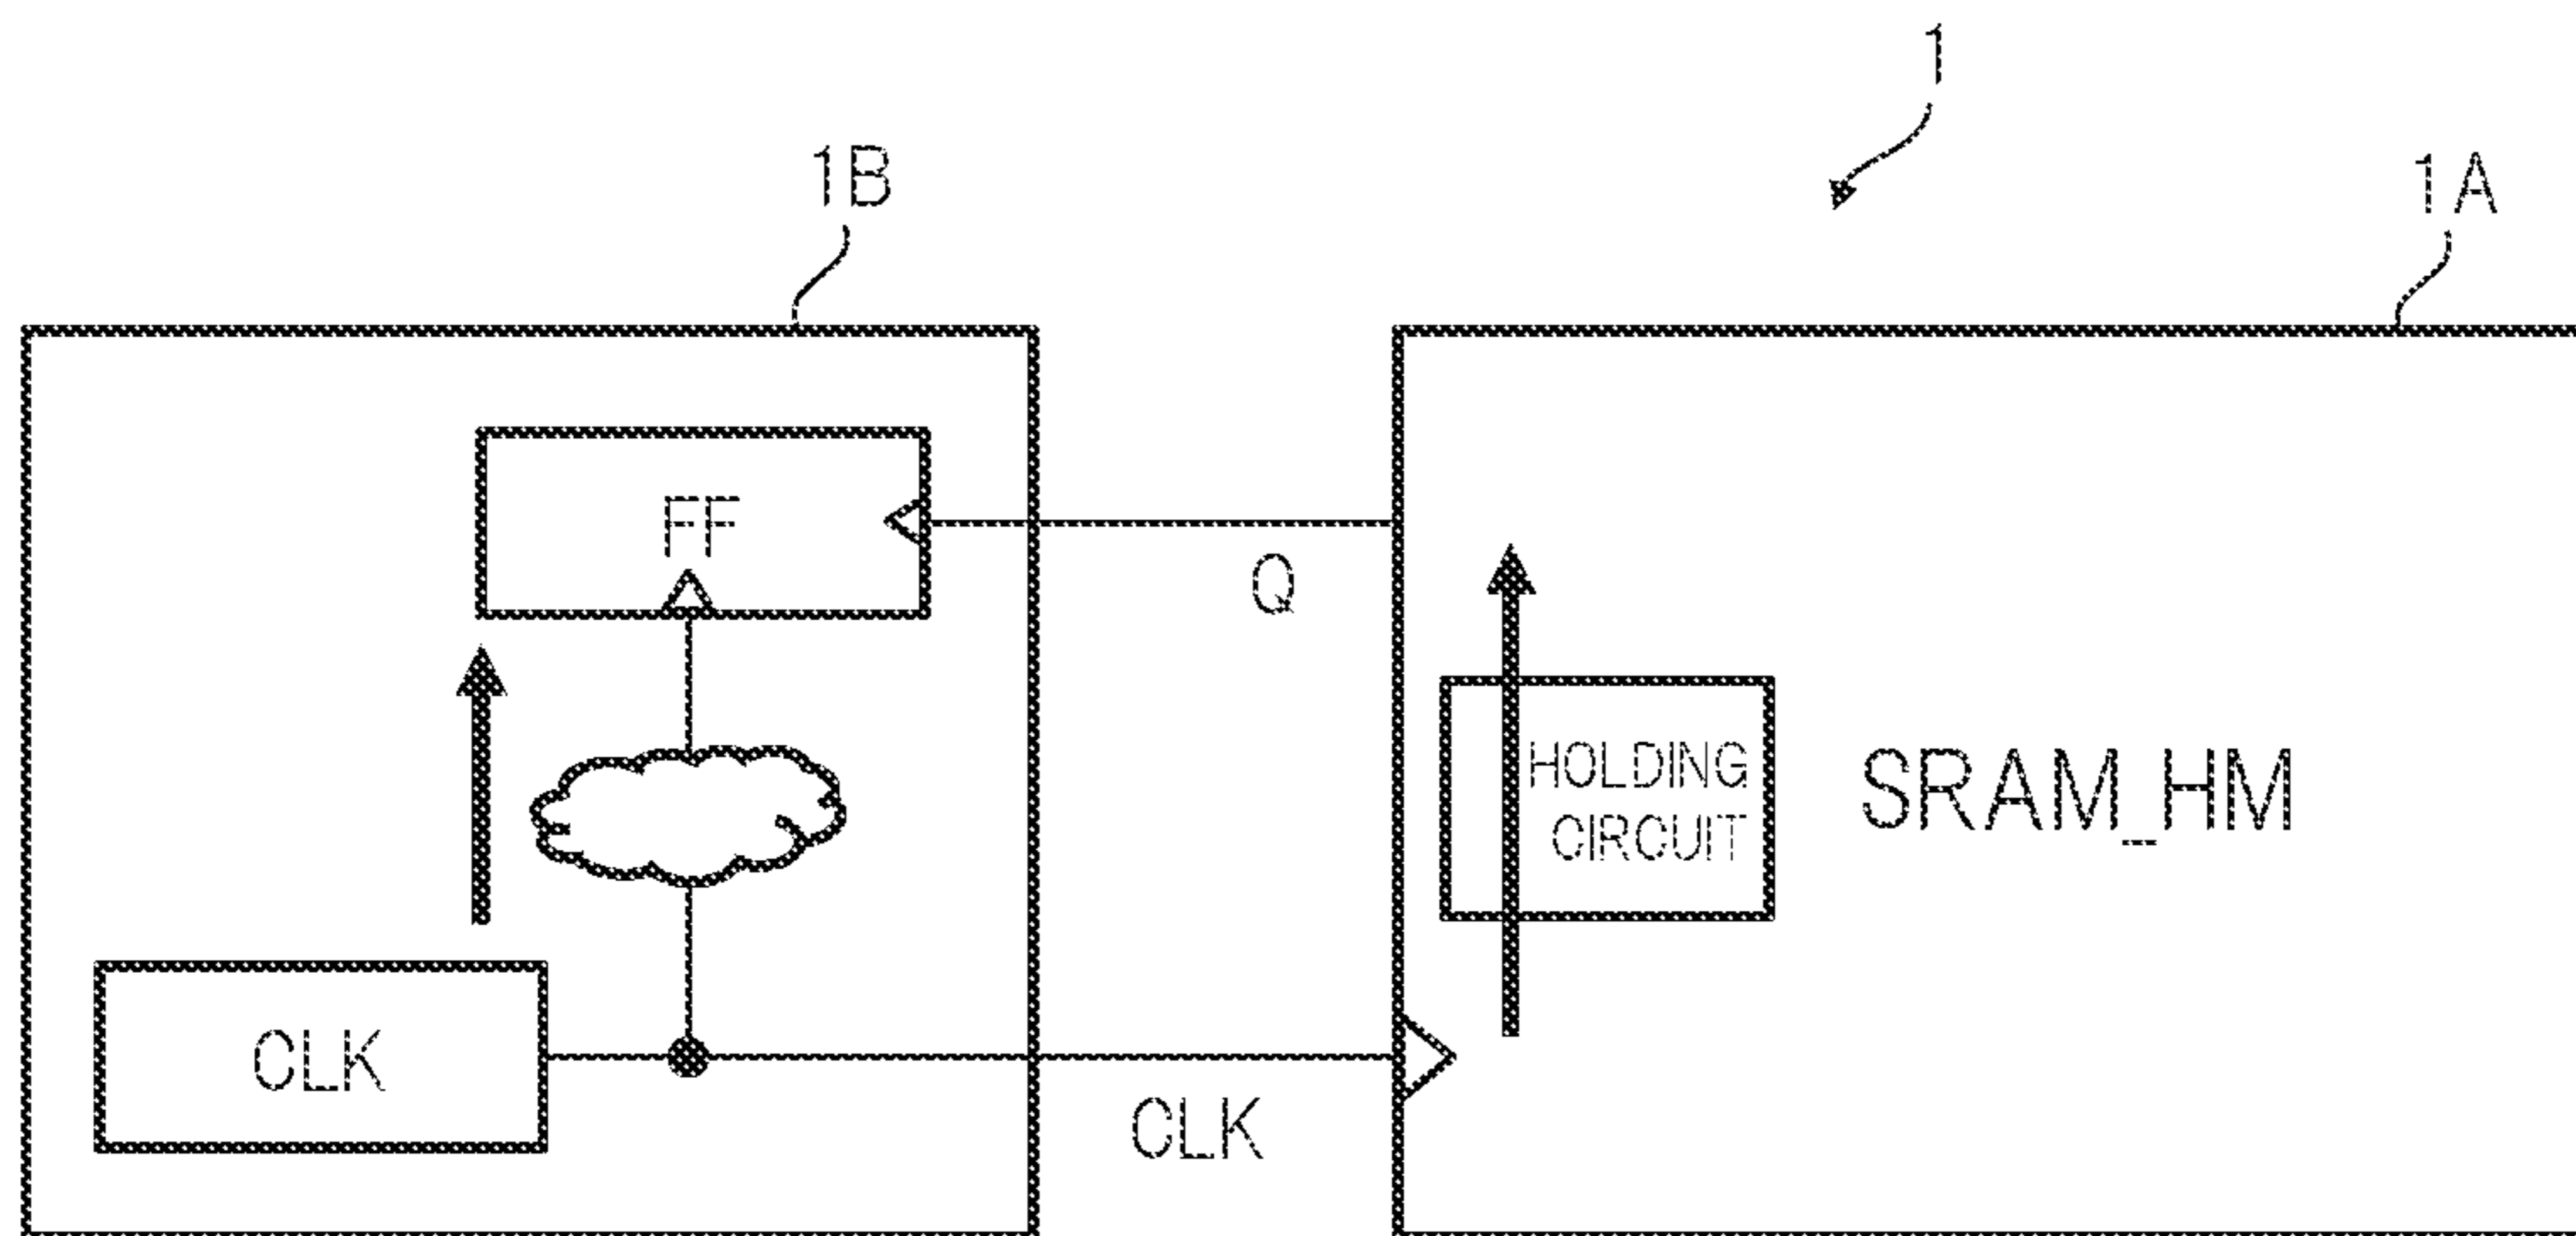 1
1B
1A
FF
Q
HOLDING
CIRCUIT
SRAM_HM
CLK
CLK